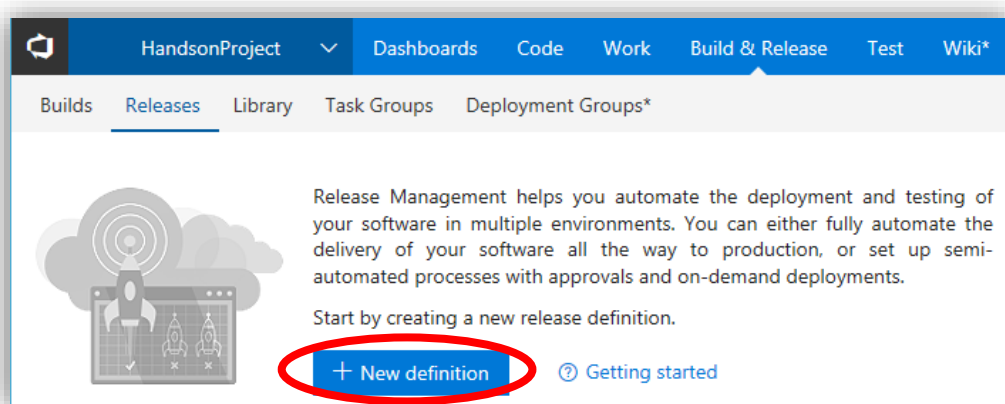 HandsonProject Dashboards Code Work Build & Release Test Wiki*
Builds Releases Library Task Groups Deployment Groups*
Release Management helps you automate the deployment and testing of
your software in multiple environments. You can either fully automate the
delivery of your software all the way to production, or set up semi-
automated processes with approvals and on-demand deployments.
Start by creating a new release definition.
+ New definition ? Getting started